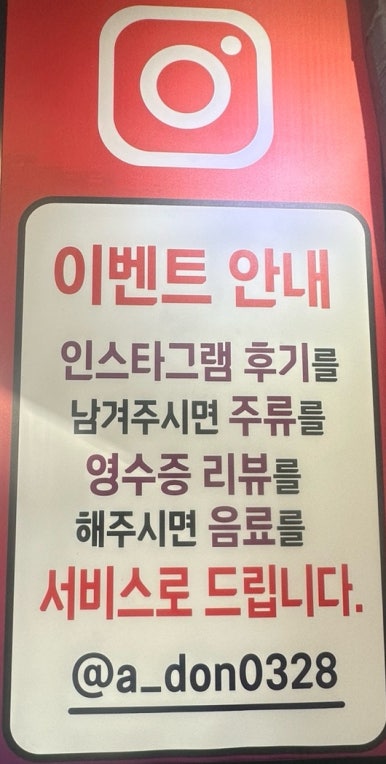 이벤트 안내
인스타그램 후기를
남겨주시면 주류를
영수증 리뷰를
해주시면 음료를
서비스로 드립니다.
@a_don0328